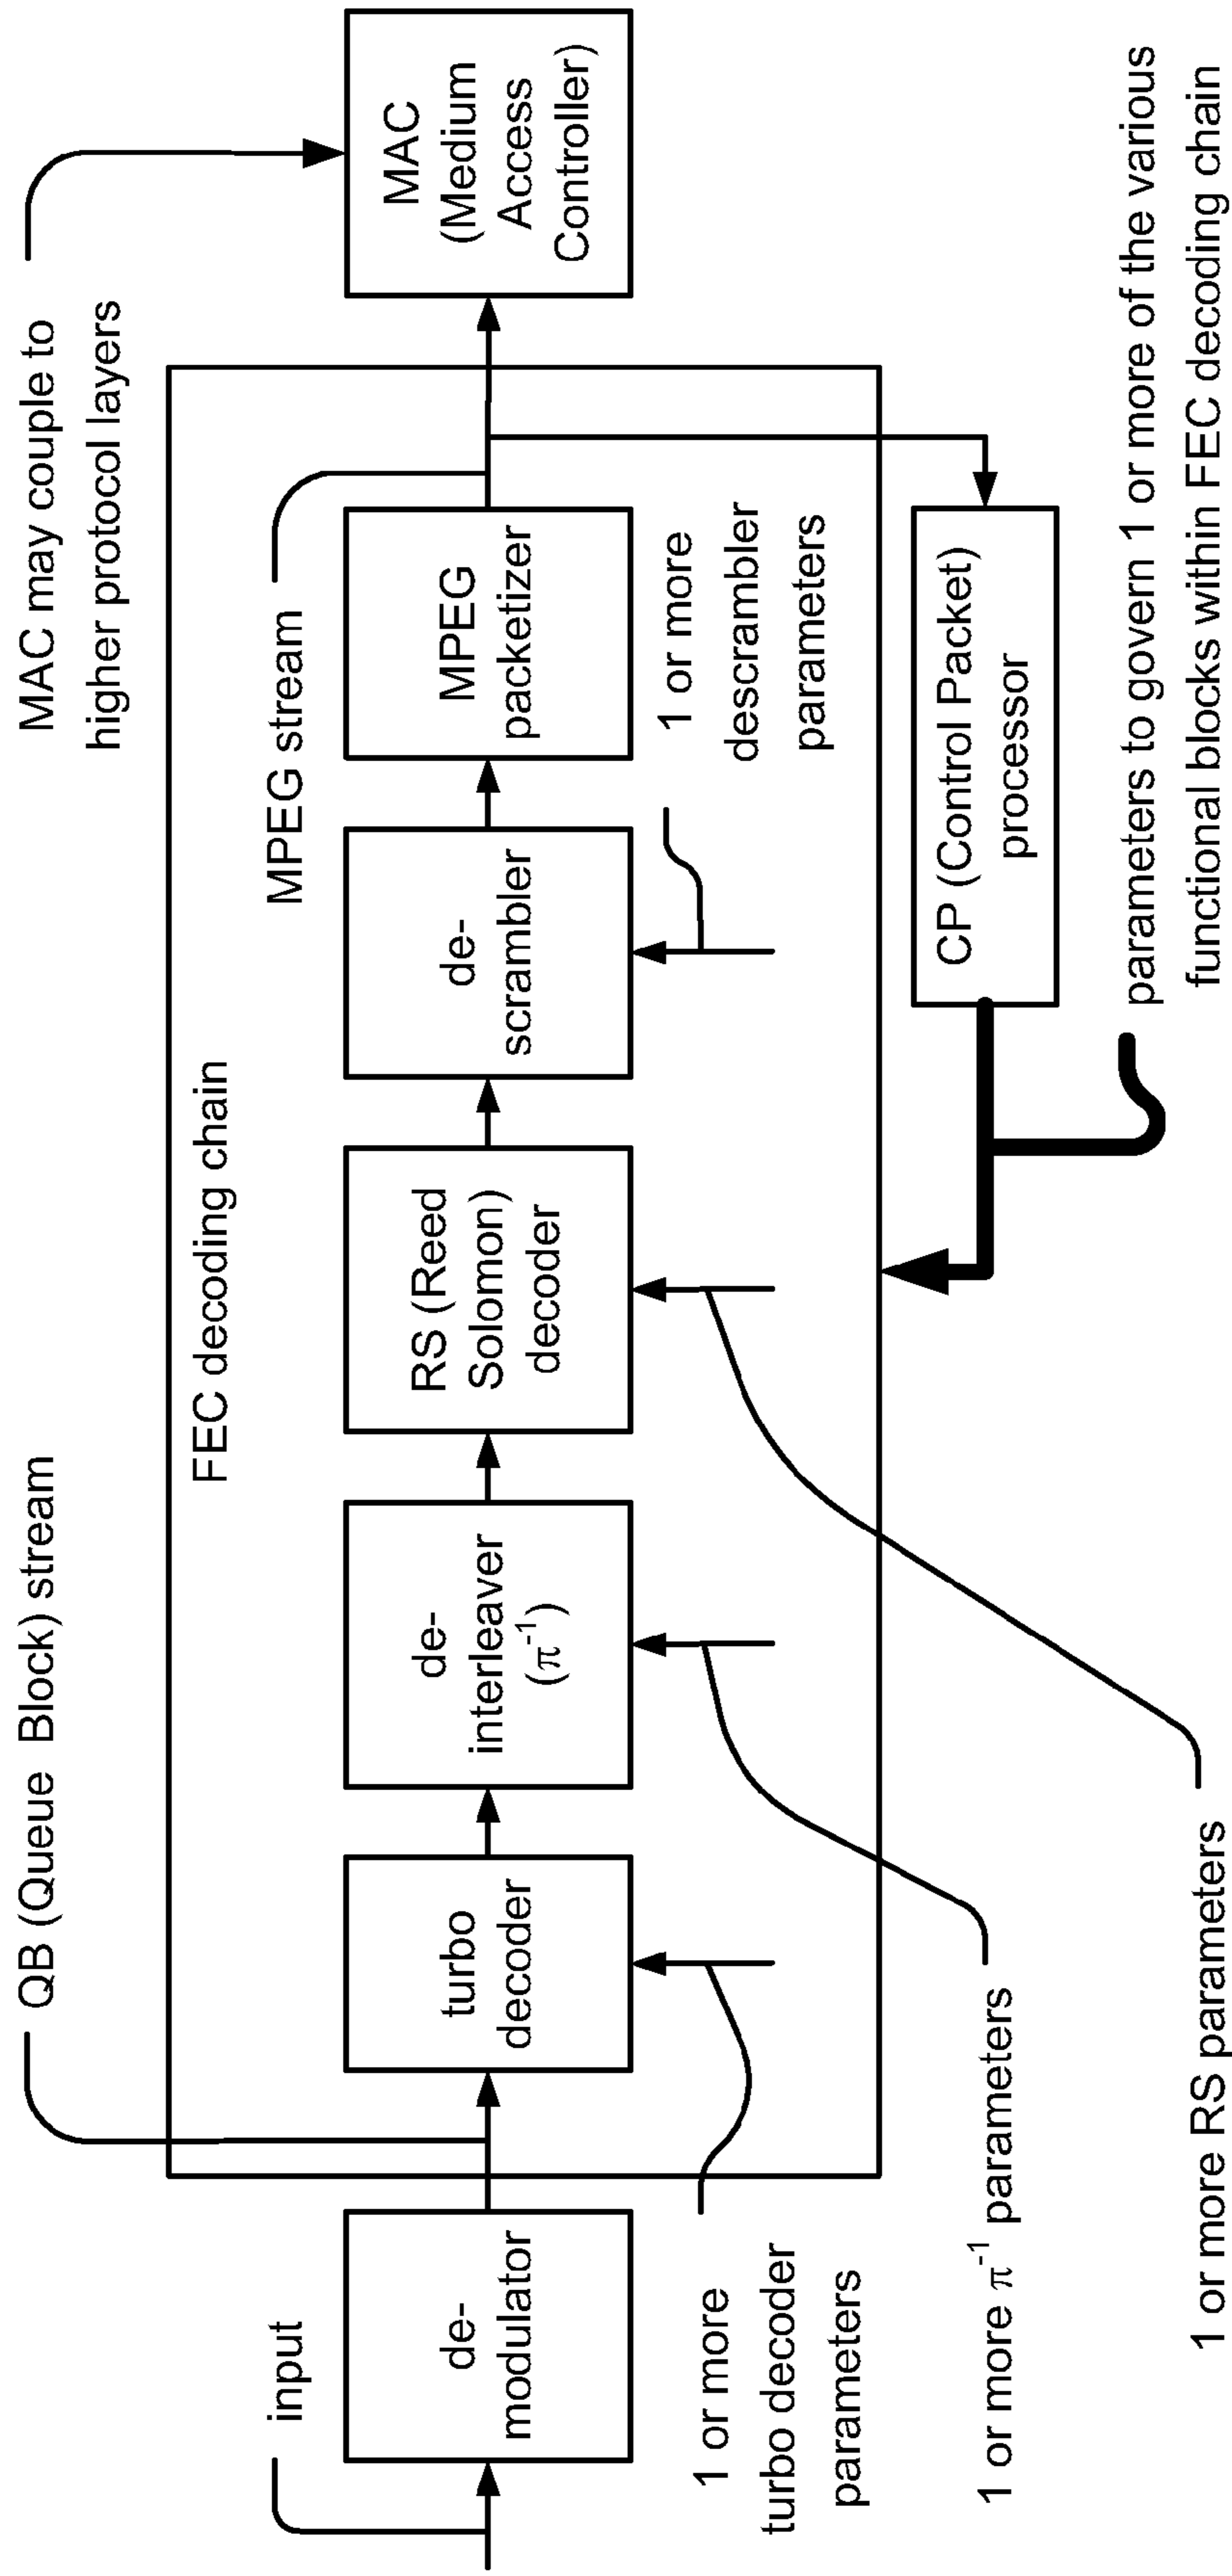 QB (Queue Block) stream
MAC may couple to
higher protocol layers
FEC decoding chain
input
MPEG stream
de-
modulator
turbo
decoder
de-
interleaver
(π⁻¹)
RS (Reed
Solomon)
decoder
de-
scrambler
MPEG
packetizer
MAC
(Medium
Access
Controller)
1 or more
turbo decoder
parameters
1 or more
descrambler
parameters
CP (Control Packet)
processor
1 or more π⁻¹ parameters
parameters to govern 1 or more of the various
functional blocks within FEC decoding chain
1 or more RS parameters